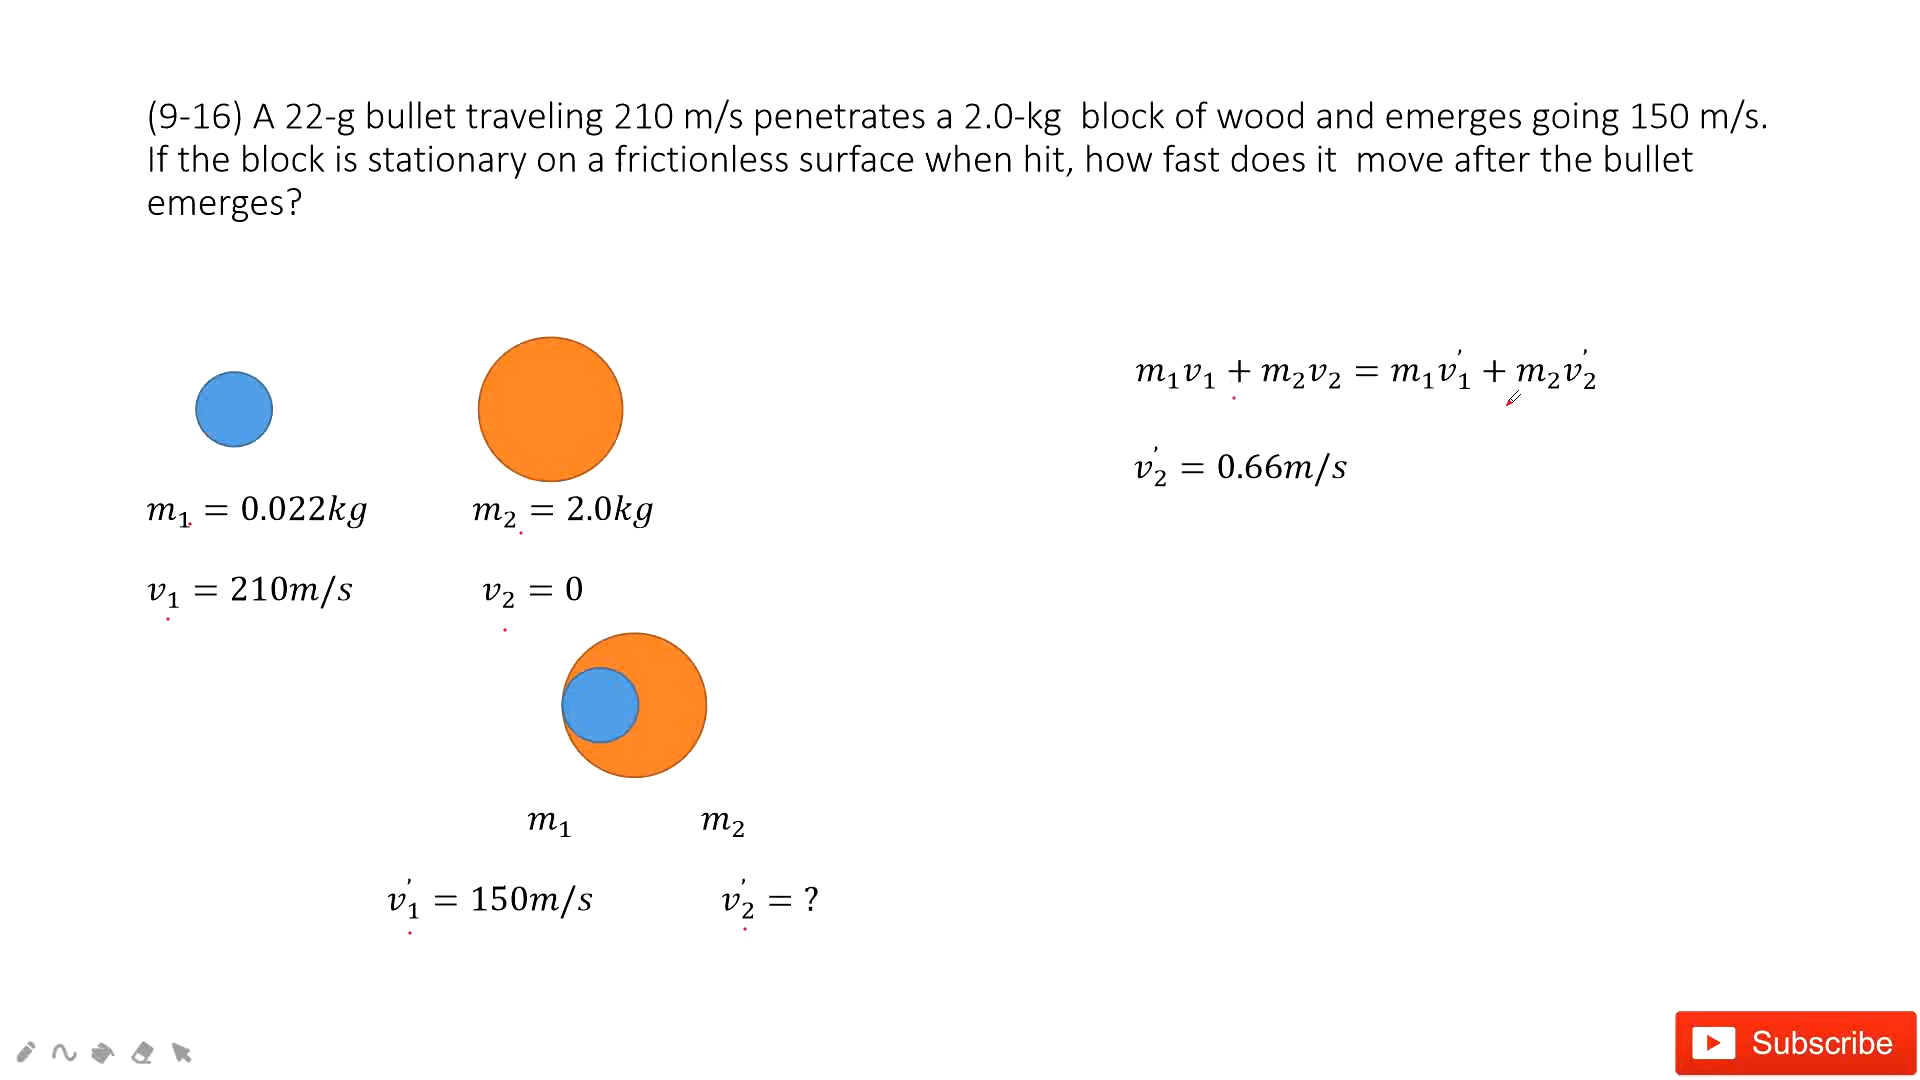 (9-16) A 22-g bullet traveling 210 m/s penetrates a 2.0-kg  block of wood and emerges going 150 m/s.
If the block is stationary on a frictionless surface when hit, how fast does it  move after the bullet
emerges?
m₁v₁ + m₂v₂ = m₁v₁' + m₂v₂'
v₂' = 0.66m/s
m₁ = 0.022kg
m₂ = 2.0kg
v₁ = 210m/s
v₂ = 0
m₁
m₂
v₁' = 150m/s
v₂' = ?
Subscribe